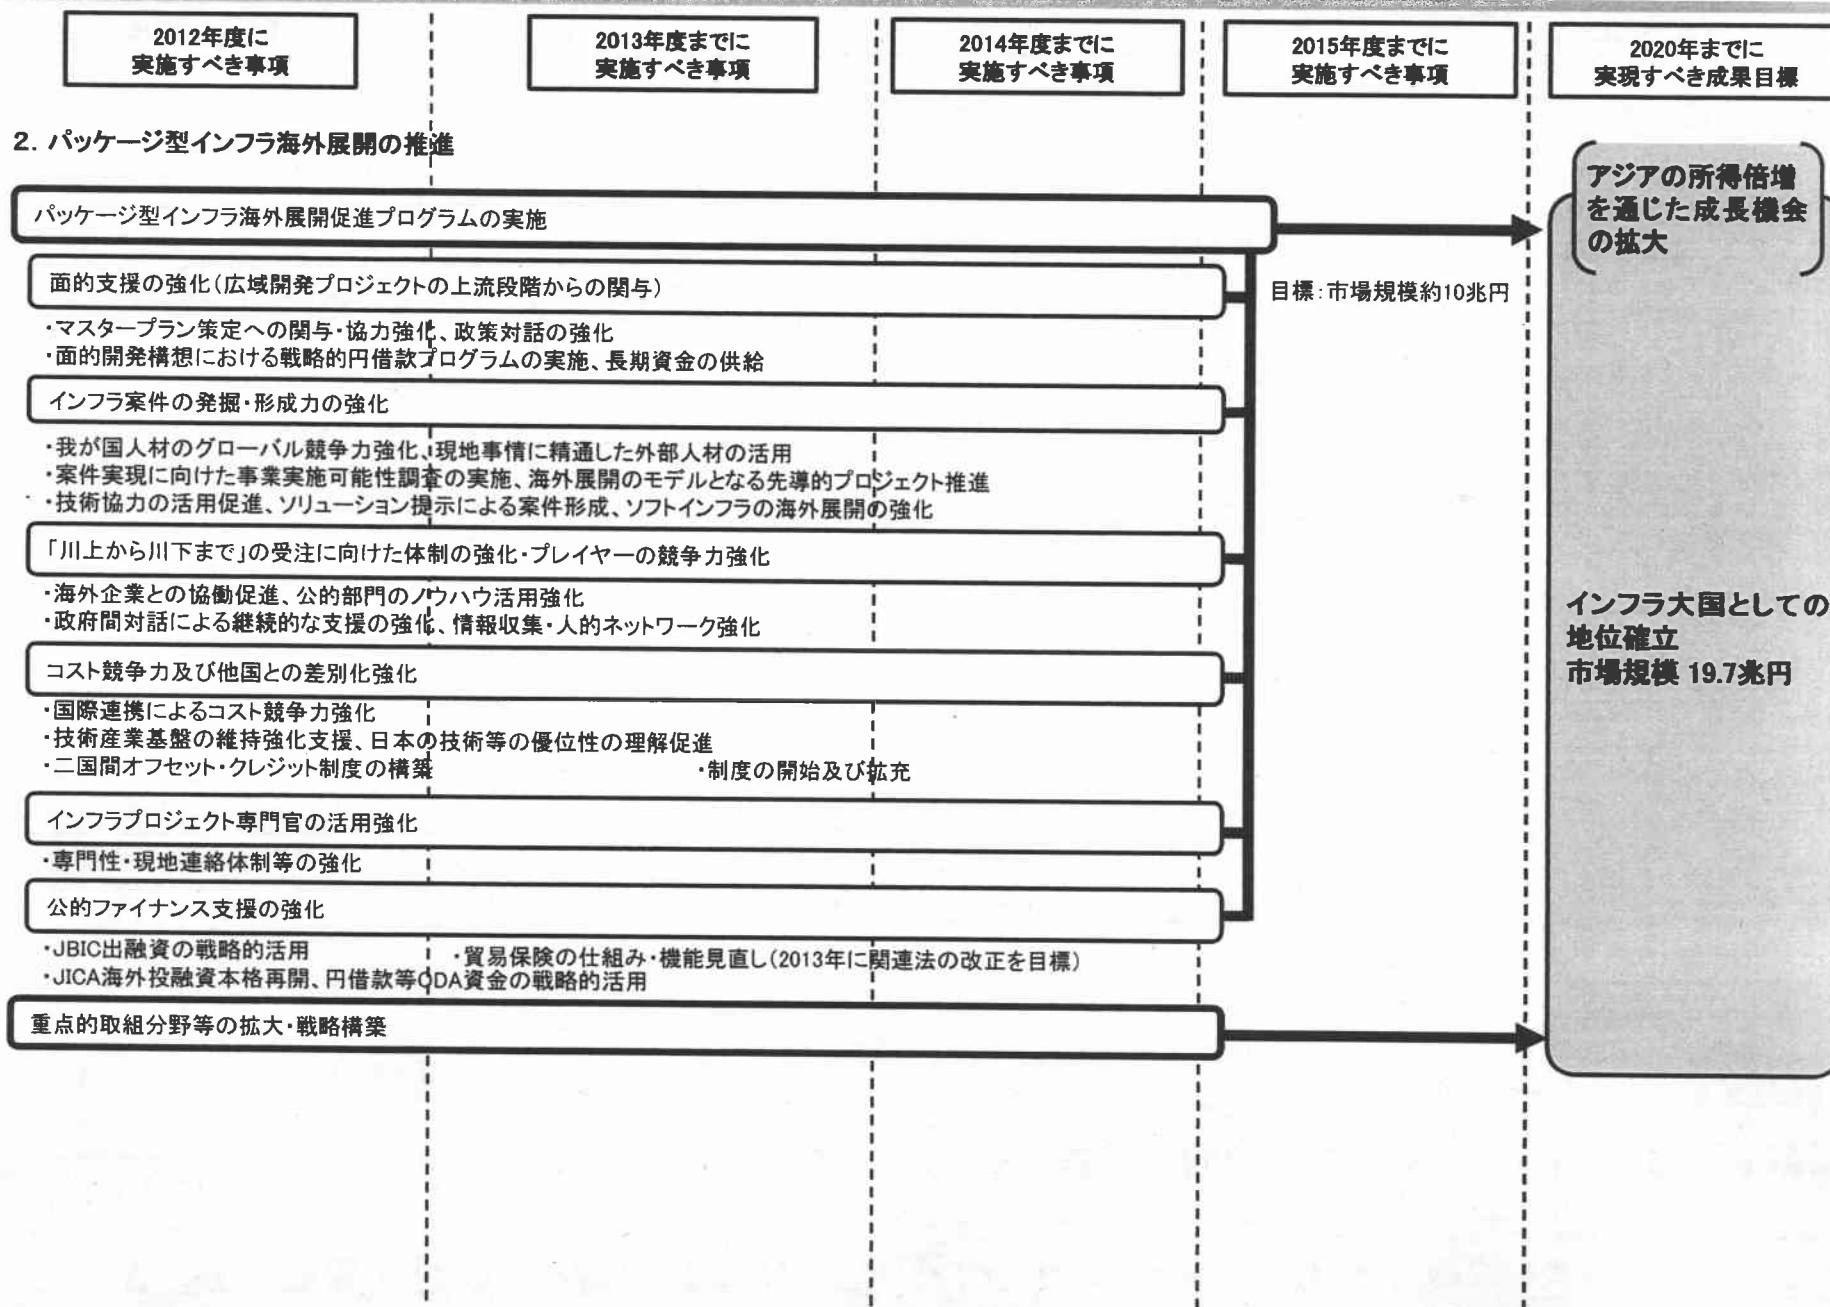 2012年度に
実施すべき事項
2013年度までに
実施すべき事項
2014年度までに
実施すべき事項
2015年度までに
実施すべき事項
2020年までに
実現すべき成果目標
2. パッケージ型インフラ海外展開の推進
パッケージ型インフラ海外展開促進プログラムの実施
面的支援の強化(広域開発プロジェクトの上流段階からの関与)
・マスタープラン策定への関与・協力強化、政策対話の強化
・面的開発構想における戦略的円借款プログラムの実施、長期資金の供給
インフラ案件の発掘・形成力の強化
・我が国人材のグローバル競争力強化、現地事情に精通した外部人材の活用
・案件実現に向けた事業実施可能性調査の実施、海外展開のモデルとなる先導的プロジェクト推進
・技術協力の活用促進、ソリューション提示による案件形成、ソフトインフラの海外展開の強化
「川上から川下まで」の受注に向けた体制の強化・プレイヤーの競争力強化
・海外企業との協働促進、公的部門のノウハウ活用強化
・政府間対話による継続的な支援の強化、情報収集・人的ネットワーク強化
コスト競争力及び他国との差別化強化
・国際連携によるコスト競争力強化
・技術産業基盤の維持強化支援、日本の技術等の優位性の理解促進
・二国間オフセット・クレジット制度の構築
・制度の開始及び拡充
インフラプロジェクト専門官の活用強化
・専門性・現地連絡体制等の強化
公的ファイナンス支援の強化
・JBIC出融資の戦略的活用
・貿易保険の仕組み・機能見直し(2013年に関連法の改正を目標)
・JICA海外投融資本格再開、円借款等ODA資金の戦略的活用
重点的取組分野等の拡大・戦略構築
目標:市場規模約10兆円
アジアの所得倍増
を通じた成長機会
の拡大
インフラ大国としての
地位確立
市場規模 19.7兆円